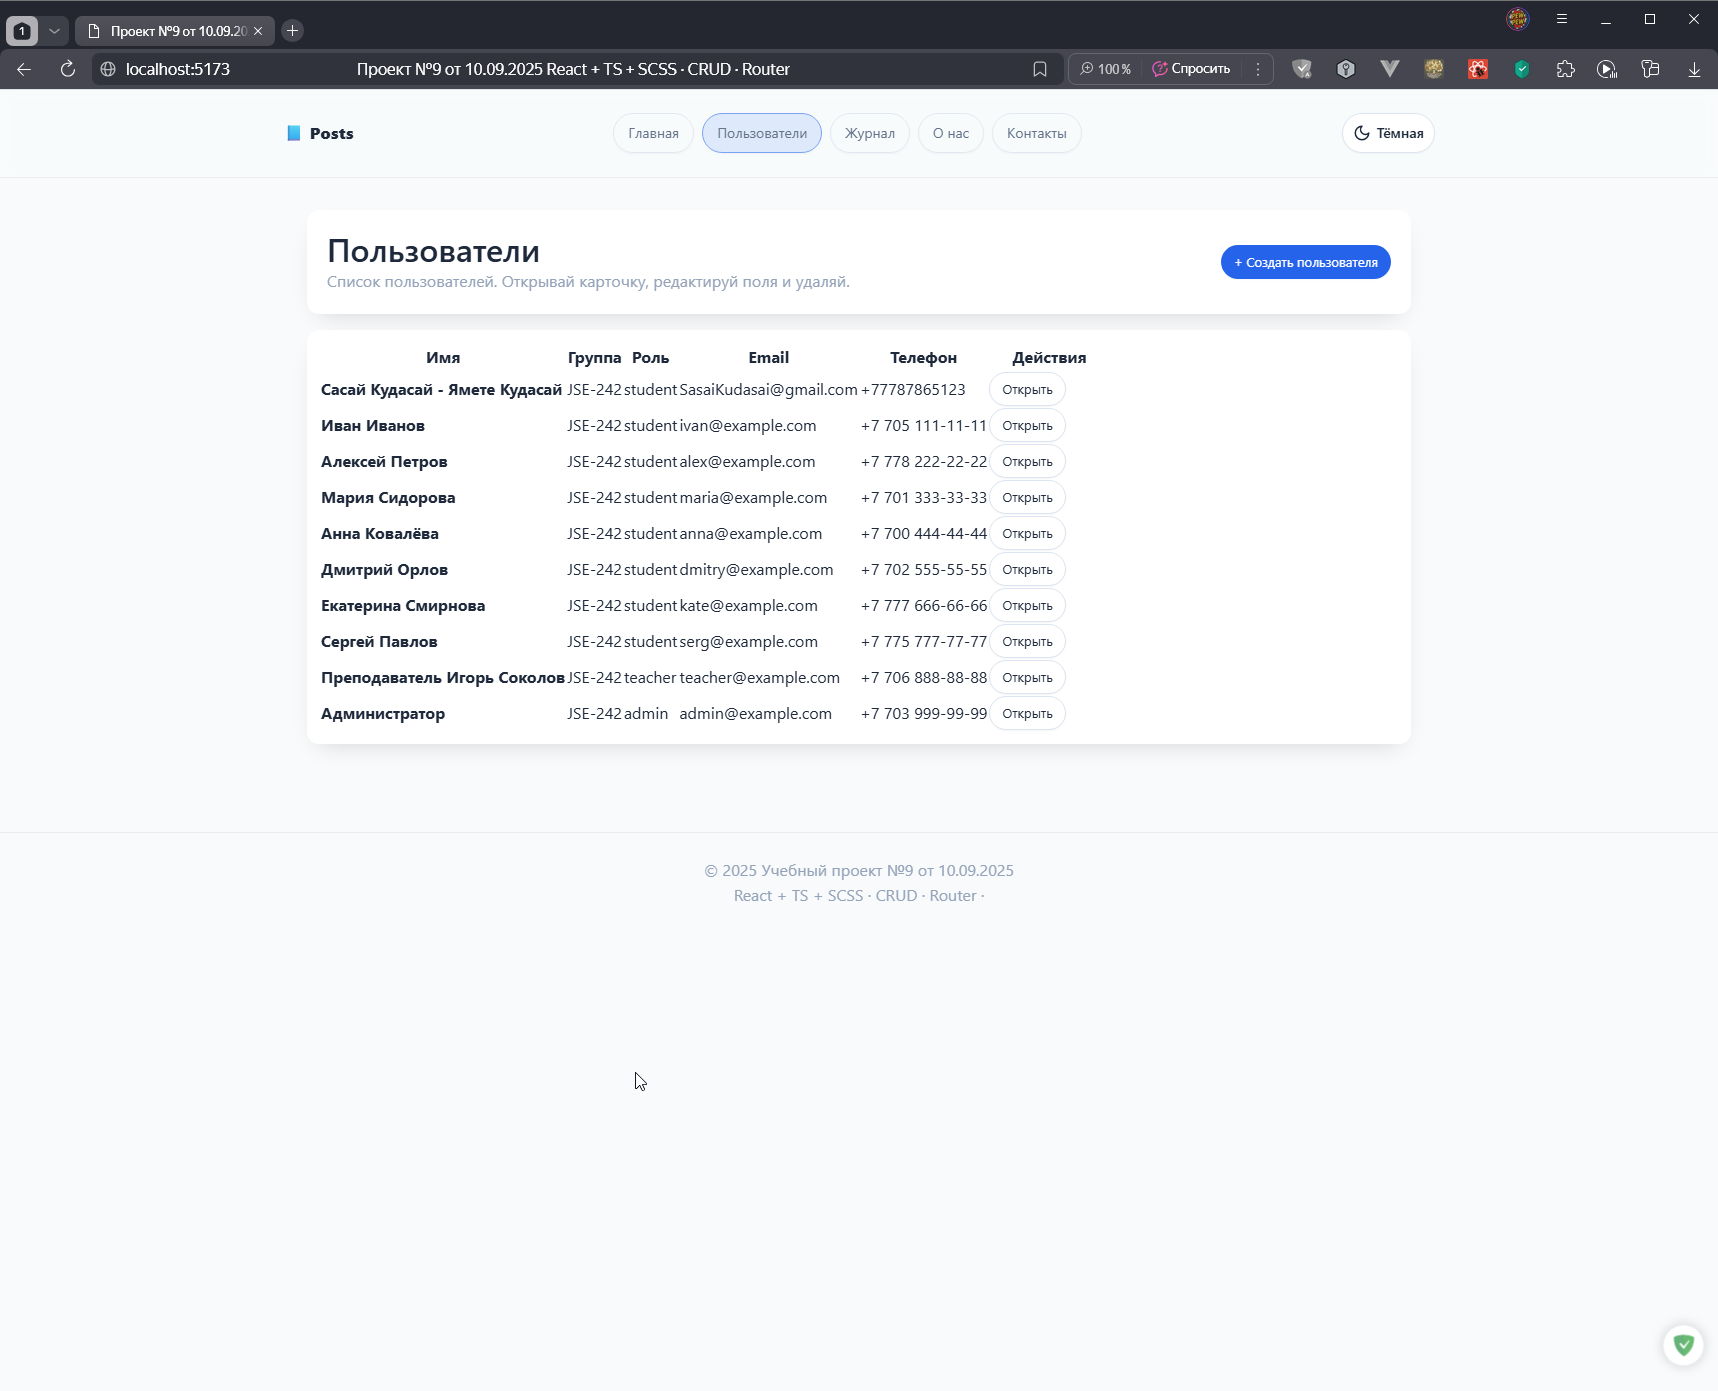 1
Проект №9 от 10.09.20
localhost:5173
Проект №9 от 10.09.2025 React + TS + SCSS · CRUD · Router
100 %
Спросить
Posts
Главная
Пользователи
Журнал
О нас
Контакты
Тёмная
Пользователи
Список пользователей. Открывай карточку, редактируй поля и удаляй.
+ Создать пользователя
Имя Группа Роль Email Телефон Действия
Сасай Кудасай - Ямете Кудасай JSE-242 student SasaiKudasai@gmail.com +77787865123 Открыть
Иван Иванов JSE-242 student ivan@example.com +7 705 111-11-11 Открыть
Алексей Петров JSE-242 student alex@example.com +7 778 222-22-22 Открыть
Мария Сидорова JSE-242 student maria@example.com +7 701 333-33-33 Открыть
Анна Ковалёва JSE-242 student anna@example.com +7 700 444-44-44 Открыть
Дмитрий Орлов JSE-242 student dmitry@example.com +7 702 555-55-55 Открыть
Екатерина Смирнова JSE-242 student kate@example.com +7 777 666-66-66 Открыть
Сергей Павлов JSE-242 student serg@example.com +7 775 777-77-77 Открыть
Преподаватель Игорь Соколов JSE-242 teacher teacher@example.com +7 706 888-88-88 Открыть
Администратор JSE-242 admin admin@example.com +7 703 999-99-99 Открыть
© 2025 Учебный проект №9 от 10.09.2025
React + TS + SCSS · CRUD · Router ·